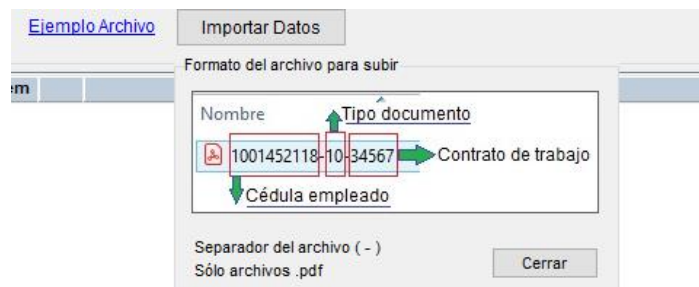 Ejemplo Archivo
Importar Datos
Formato del archivo para subir
em
Nombre
Tipo documento
1001452118-10-34567
Contrato de trabajo
Cédula empleado
Separador del archivo ( - )
Sólo archivos .pdf
Cerrar